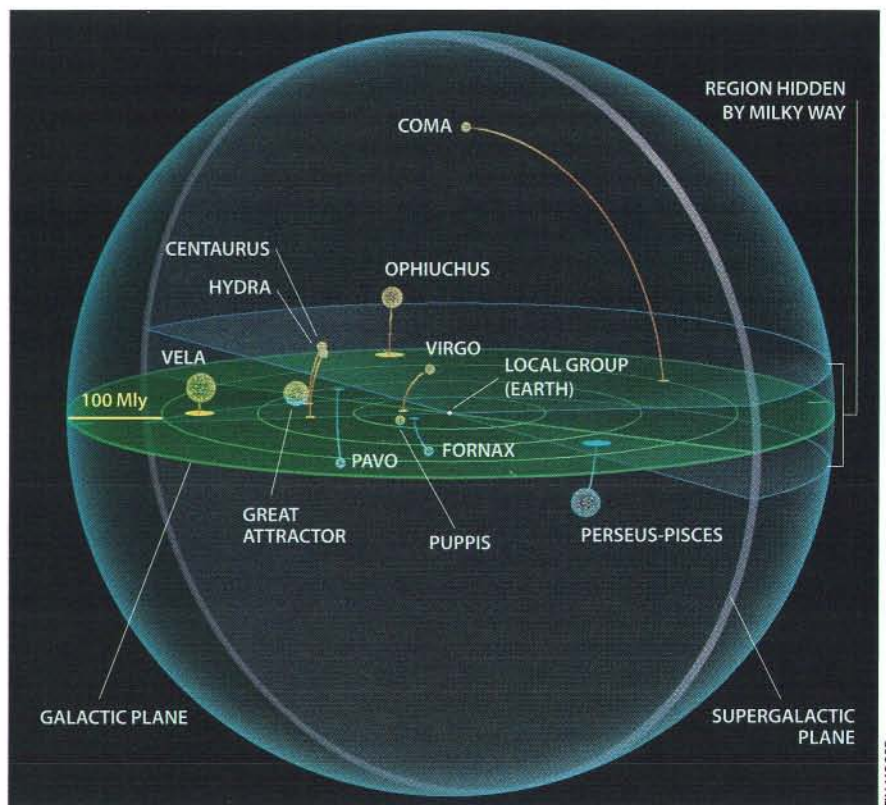 REGION HIDDEN
BY MILKY WAY
COMA
CENTAURUS
HYDRA
OPHIUCHUS
VELA
VIRGO
LOCAL GROUP
(EARTH)
100 Mly
PAVO
FORNAX
GREAT
ATTRACTOR
PUPPIS
PERSEUS-PISCES
GALACTIC PLANE
SUPERGALACTIC
PLANE